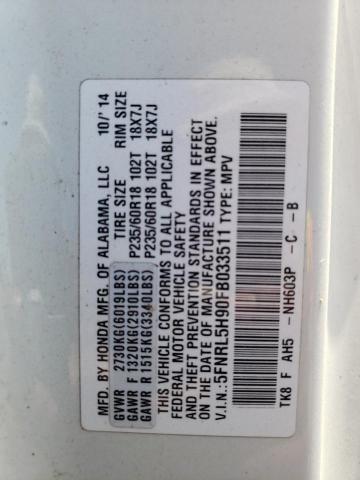 MFD. BY HONDA MFG. OF ALABAMA, LLC 10/'14
GVWR 2730KG(6019LBS) TIRE SIZE RIM SIZE
GAWR F 1320KG(2910LBS) P235/60R18 102T 18X7J
GAWR R 1515KG(3340LBS) P235/60R18 102T 18X7J
THIS VEHICLE CONFORMS TO ALL APPLICABLE
FEDERAL MOTOR VEHICLE SAFETY
AND THEFT PREVENTION STANDARDS IN EFFECT
ON THE DATE OF MANUFACTURE SHOWN ABOVE.
V.I.N.: 5FNRL5H90FB033511 TYPE: MPV
TK8 F AH5 -NH603P -C -B